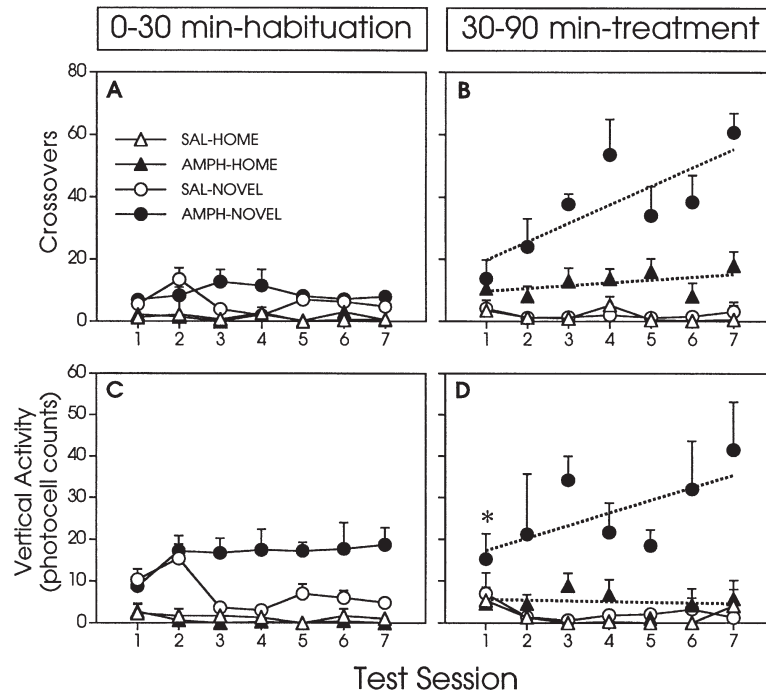 0-30 min-habituation
30-90 min-treatment
A
B
80
60
40
20
0
Crossovers
SAL-HOME
AMPH-HOME
SAL-NOVEL
AMPH-NOVEL
1 2 3 4 5 6 7
1 2 3 4 5 6 7
C
D
60
50
40
30
20
10
0
Vertical Activity
(photocell counts)
*
1 2 3 4 5 6 7
1 2 3 4 5 6 7
Test Session